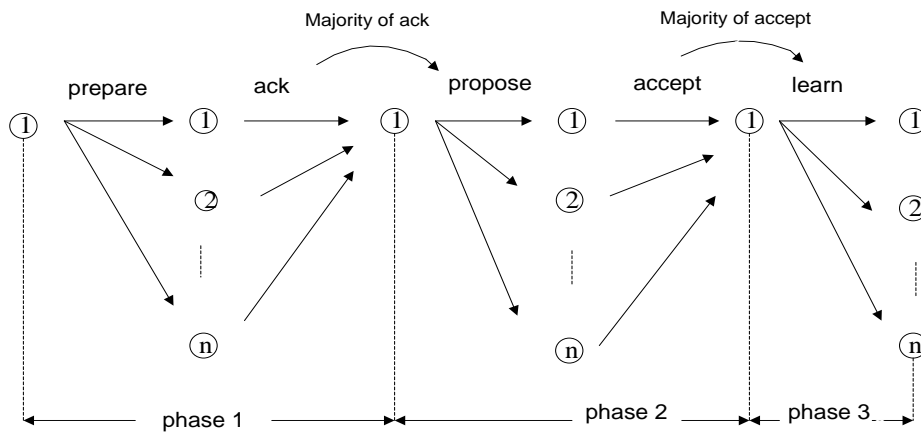 Majority of ack
Majority of accept
prepare
ack
propose
accept
learn
1
1
1
1
1
1
2
2
2
n
n
n
phase 1
phase 2
phase 3